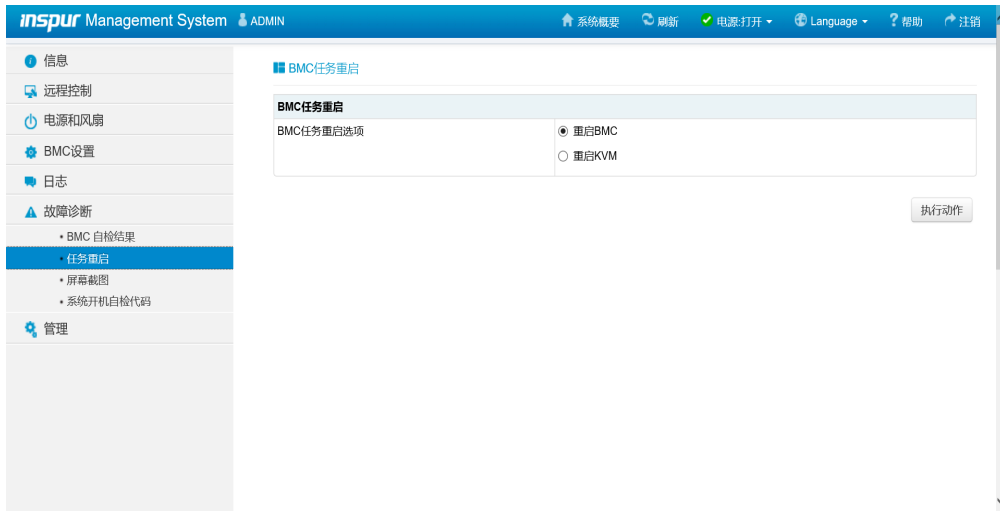 inspur Management System ADMIN 系统概要 刷新 电源:打开 Language 帮助 注销
信息
远程控制
电源和风扇
BMC设置
日志
故障诊断
• BMC 自检结果
• 任务重启
• 屏幕截图
• 系统开机自检代码
管理
BMC任务重启
BMC任务重启
BMC任务重启选项
重启BMC
重启KVM
执行动作